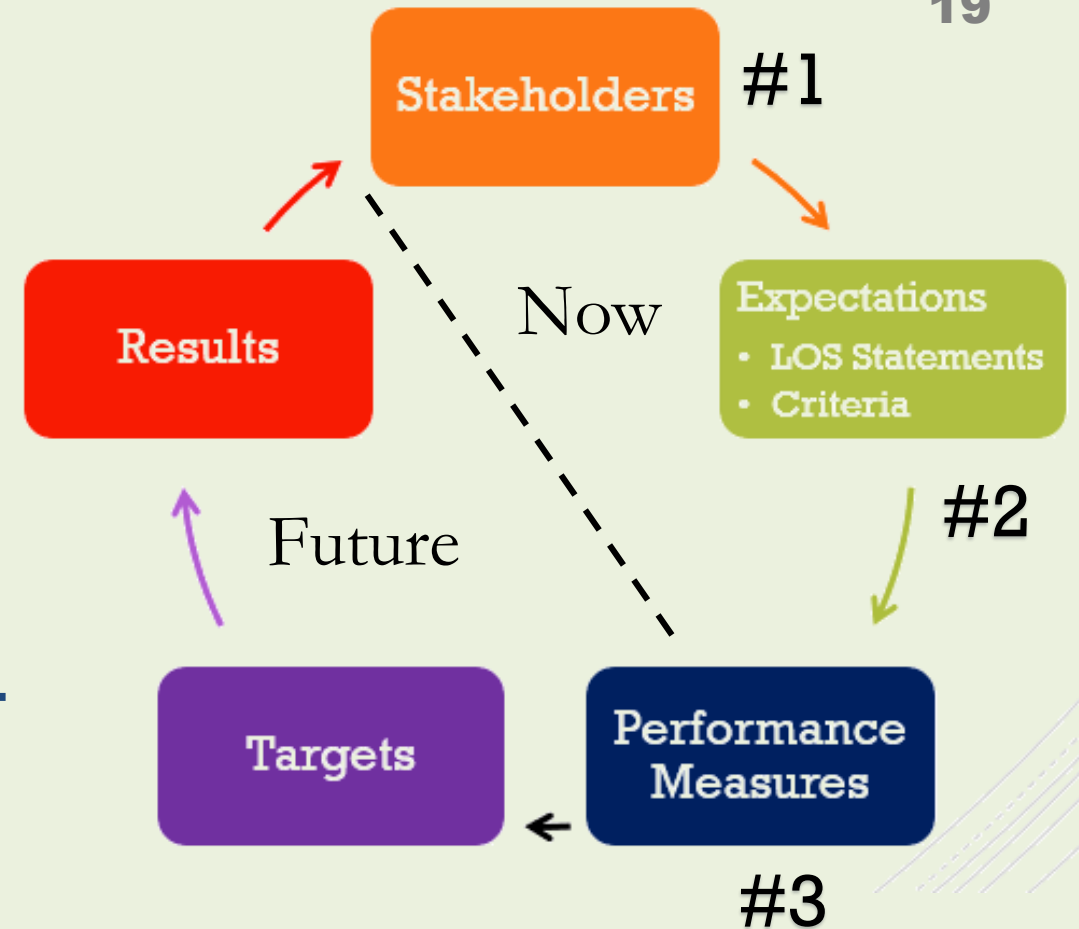 19
Stakeholders
#1
Now
Expectations
• LOS Statements
• Criteria
#2
Performance
Measures
#3
Targets
Future
Results